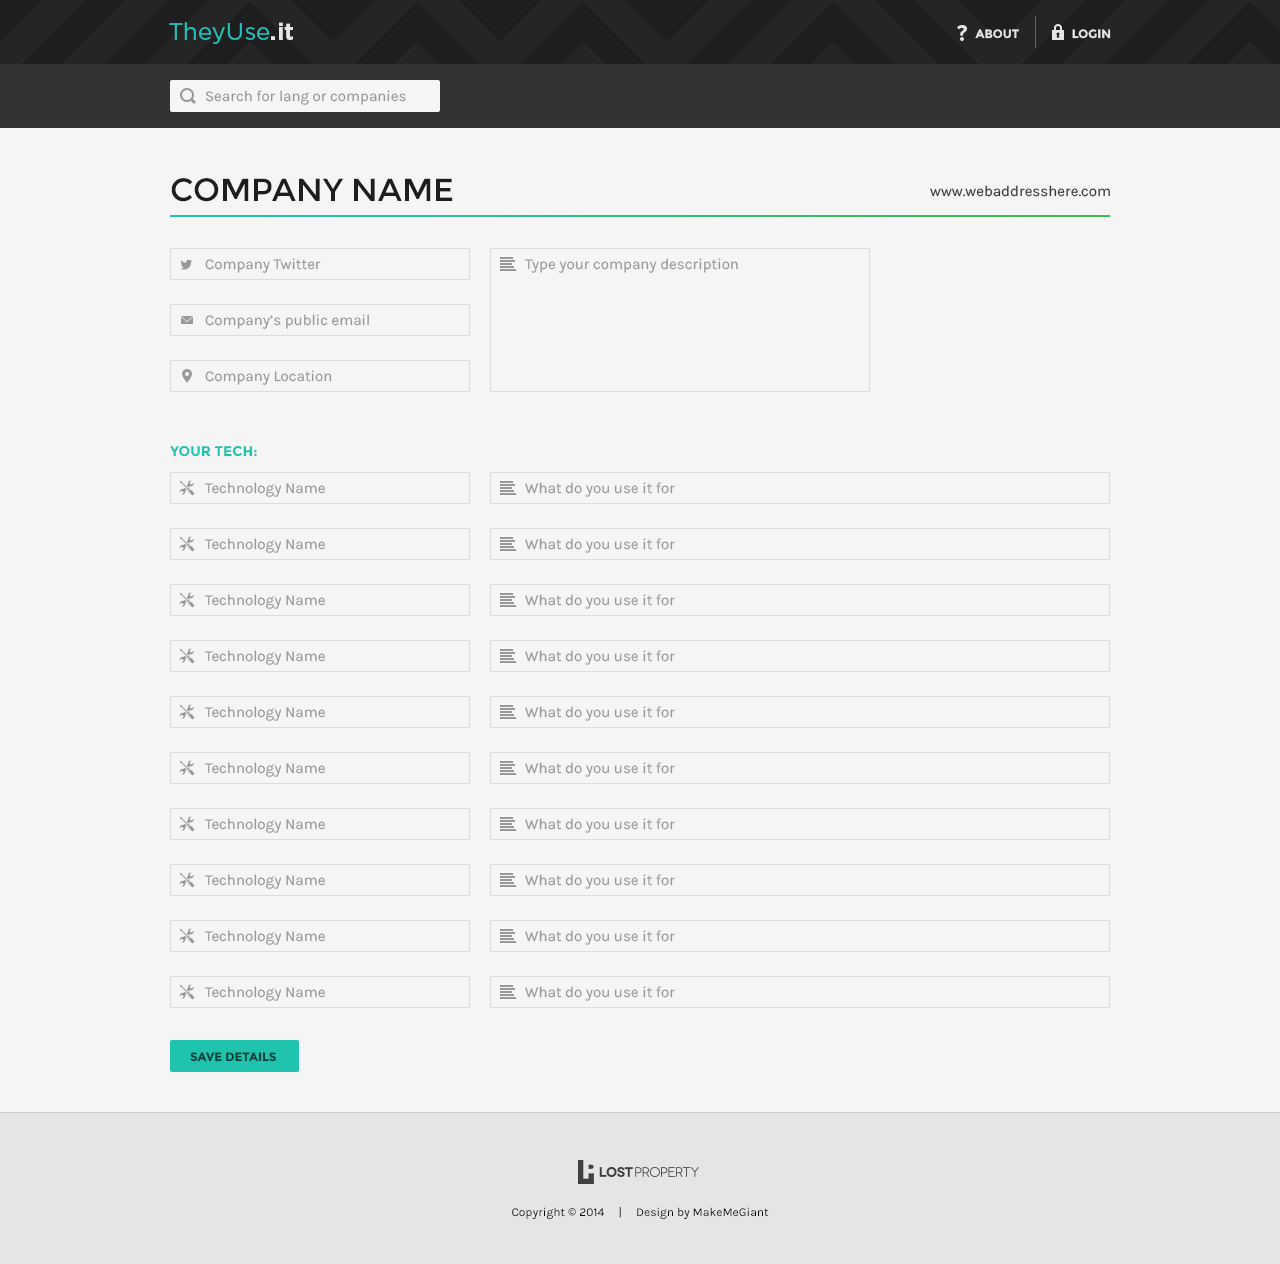 TheyUse.it
? ABOUT
LOGIN
Search for lang or companies
COMPANY NAME
www.webaddresshere.com
Company Twitter
Type your company description
Company's public email
Company Location
YOUR TECH:
Technology Name
What do you use it for
Technology Name
What do you use it for
Technology Name
What do you use it for
Technology Name
What do you use it for
Technology Name
What do you use it for
Technology Name
What do you use it for
Technology Name
What do you use it for
Technology Name
What do you use it for
Technology Name
What do you use it for
Technology Name
What do you use it for
SAVE DETAILS
LOSTPROPERTY
Copyright © 2014 | Design by MakeMeGiant